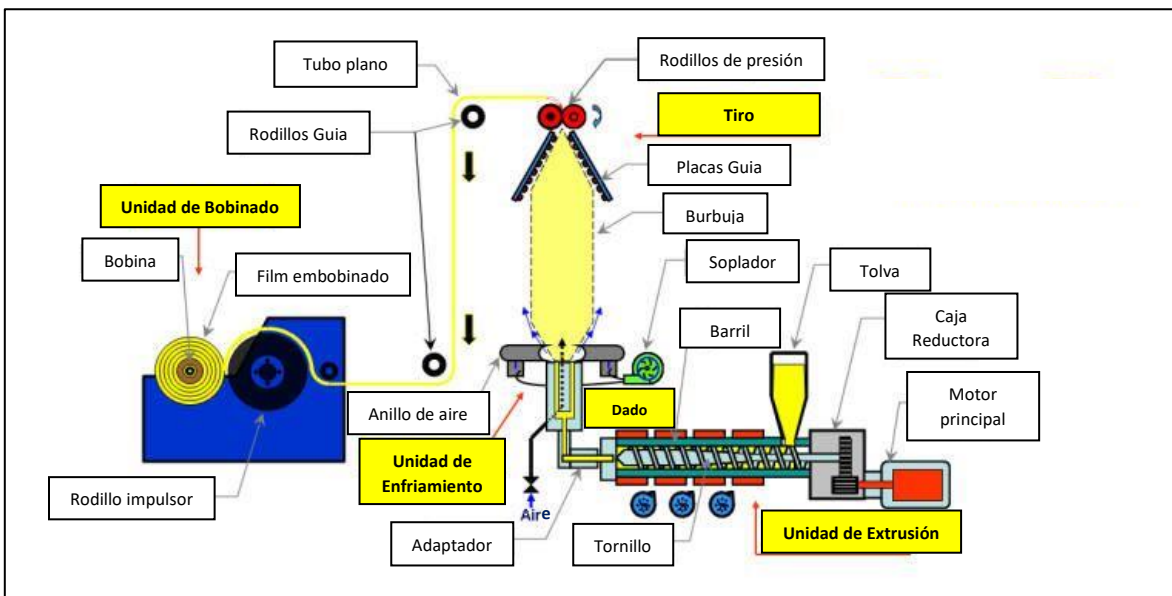 Tubo plano
Rodillos de presión
Rodillos Guia
Tiro
Placas Guia
Unidad de Bobinado
Burbuja
Bobina
Film embobinado
Soplador
Tolva
Barril
Caja
Reductora
Anillo de aire
Dado
Motor
principal
Unidad de
Enfriamiento
Rodillo impulsor
Aire
Adaptador
Tornillo
Unidad de Extrusión